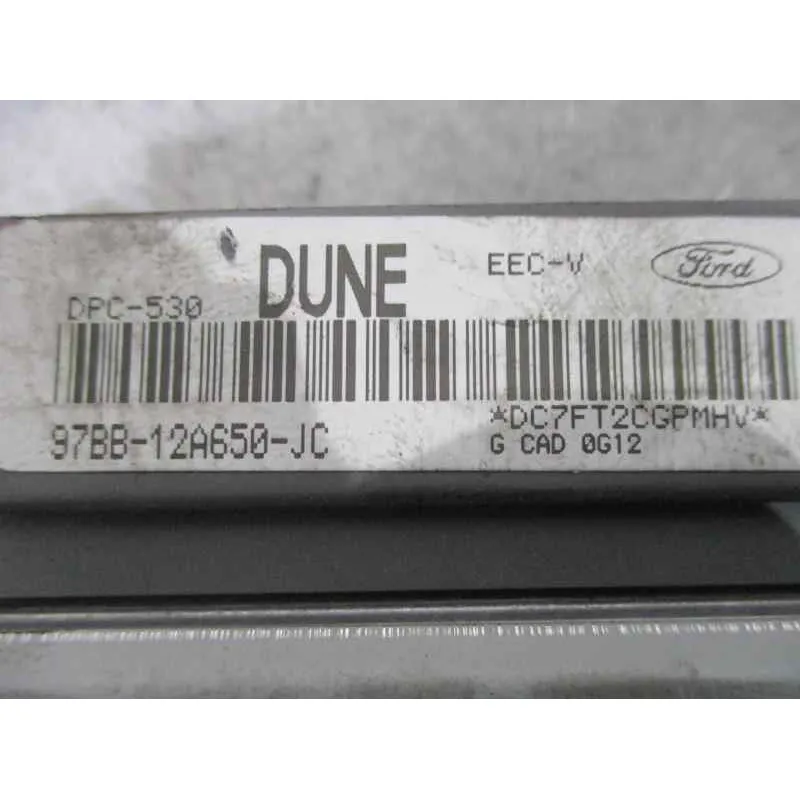 DUNE
EEC-V
Ford
DPC-530
*DC7FT2CGPMHV*
97BB-12A650-JC
G CAD 0G12